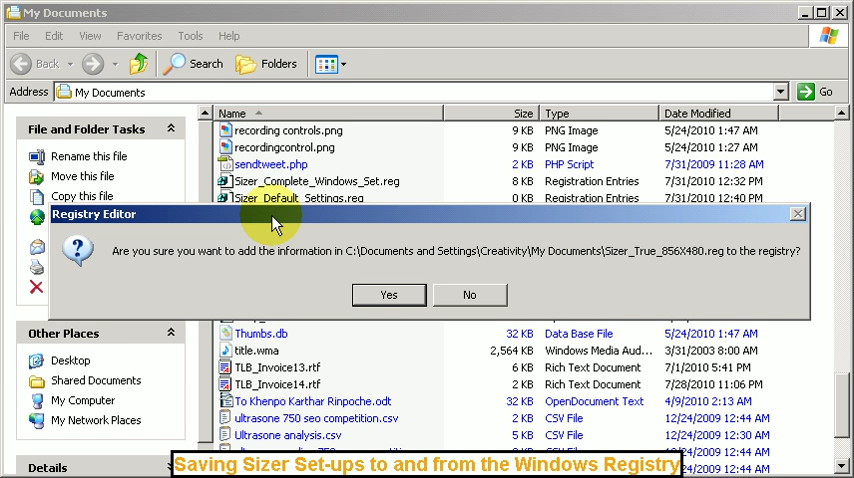 My Documents
File Edit View Favorites Tools Help
Back Search Folders
Address My Documents Go
File and Folder Tasks
Rename this file
Move this file
Copy this file
Name Size Type Date Modified
recording controls.png 9 KB PNG Image 5/24/2010 1:47 AM
recordingcontrol.png 9 KB PNG Image 5/24/2010 1:47 AM
sendtweet.php 2 KB PHP Script 7/31/2009 11:28 AM
Sizer_Complete_Windows_Set.reg 8 KB Registration Entries 7/31/2010 12:32 PM
Sizer_Default_Settings.reg 0 KB Registration Entries 7/31/2010 12:40 PM
Registry Editor
Are you sure you want to add the information in C:\Documents and Settings\Creativity\My Documents\Sizer_True_856X480.reg to the registry?
Yes No
Other Places
Desktop
Shared Documents
My Computer
My Network Places
Details
Thumbs.db 32 KB Data Base File 5/24/2010 1:47 AM
title.wma 2,564 KB Windows Media Aud... 3/31/2003 8:00 AM
TLB_Invoice13.rtf 6 KB Rich Text Document 7/1/2010 5:41 PM
TLB_Invoice14.rtf 2 KB Rich Text Document 7/28/2010 11:06 PM
To Khenpo Karthar Rinpoche.odt 32 KB OpenDocument Text 4/9/2010 2:13 AM
ultrasone 750 seo competition.csv 2 KB CSV File 12/24/2009 12:44 AM
Ultrasone analysis.csv 5 KB CSV File 12/24/2009 12:30 AM
CSV File 12/24/2009 12:44 AM
Saving Sizer Set-ups to and from the Windows Registry